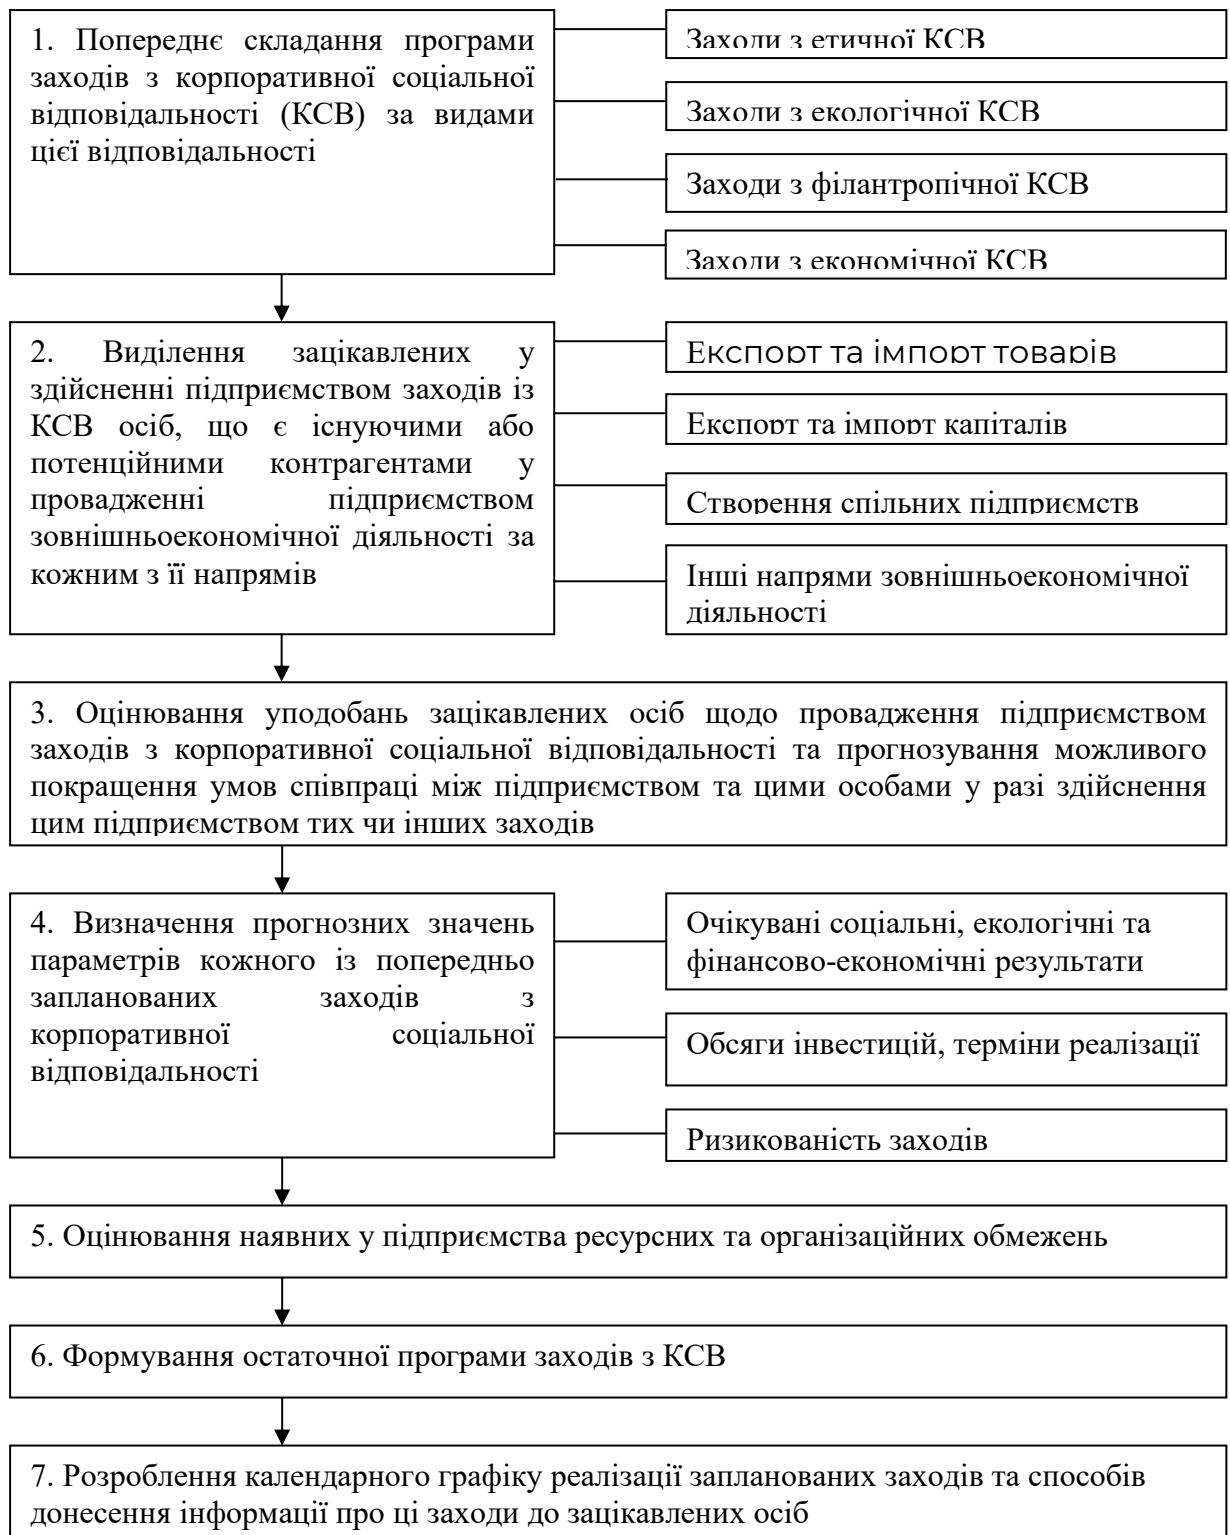 1. Попереднє складання програми
заходів з корпоративної соціальної
відповідальності (КСВ) за видами
цієї відповідальності
Заходи з етичної КСВ
Заходи з екологічної КСВ
Заходи з філантропічної КСВ
Заходи з економічної КСВ
2. Виділення зацікавлених у
здійсненні підприємством заходів із
КСВ осіб, що є існуючими або
потенційними контрагентами у
провадженні підприємством
зовнішньоекономічної діяльності за
кожним з її напрямів
Експорт та імпорт товарів
Експорт та імпорт капіталів
Створення спільних підприємств
Інші напрями зовнішньоекономічної
діяльності
3. Оцінювання уподобань зацікавлених осіб щодо провадження підприємством
заходів з корпоративної соціальної відповідальності та прогнозування можливого
покращення умов співпраці між підприємством та цими особами у разі здійснення
цим підприємством тих чи інших заходів
4. Визначення прогнозних значень
параметрів кожного із попередньо
запланованих заходів з
корпоративної соціальної
відповідальності
Очікувані соціальні, екологічні та
фінансово-економічні результати
Обсяги інвестицій, терміни реалізації
Ризикованість заходів
5. Оцінювання наявних у підприємства ресурсних та організаційних обмежень
6. Формування остаточної програми заходів з КСВ
7. Розроблення календарного графіку реалізації запланованих заходів та способів
донесення інформації про ці заходи до зацікавлених осіб